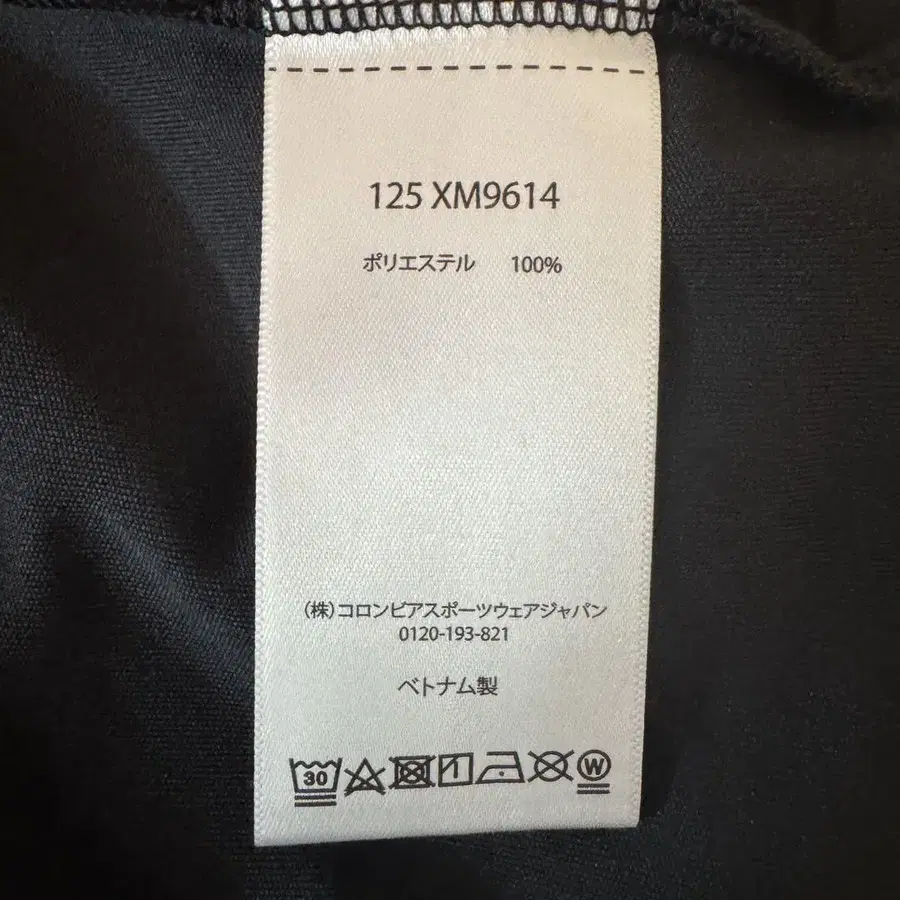 125 XM9614
ポリエステル 100%
(株)コロンビアスポーツウェアジャパン
0120-193-821
ベトナム製
30 W